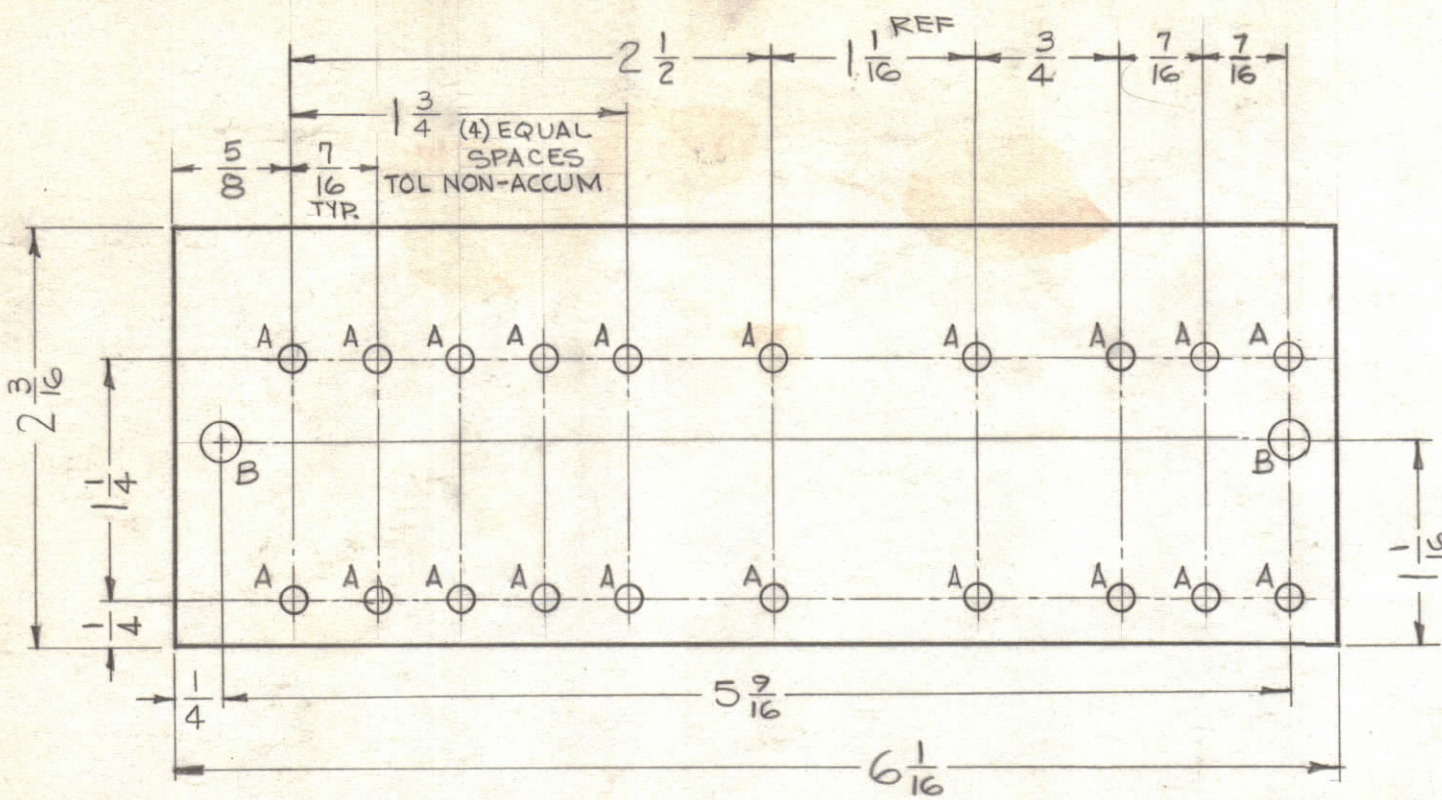 REF
2 1/2
1 1/16
3/4
7/16
7/16
1 3/4 (4) EQUAL
SPACES
TOL NON-ACCUM
5/8
7/16
TYP.
A A A A A A A A A A
2 3/16
1 1/4
B
B
1 1/16
A A A A A A A A A A
1/4
1/4
5 9/16
6 1/16